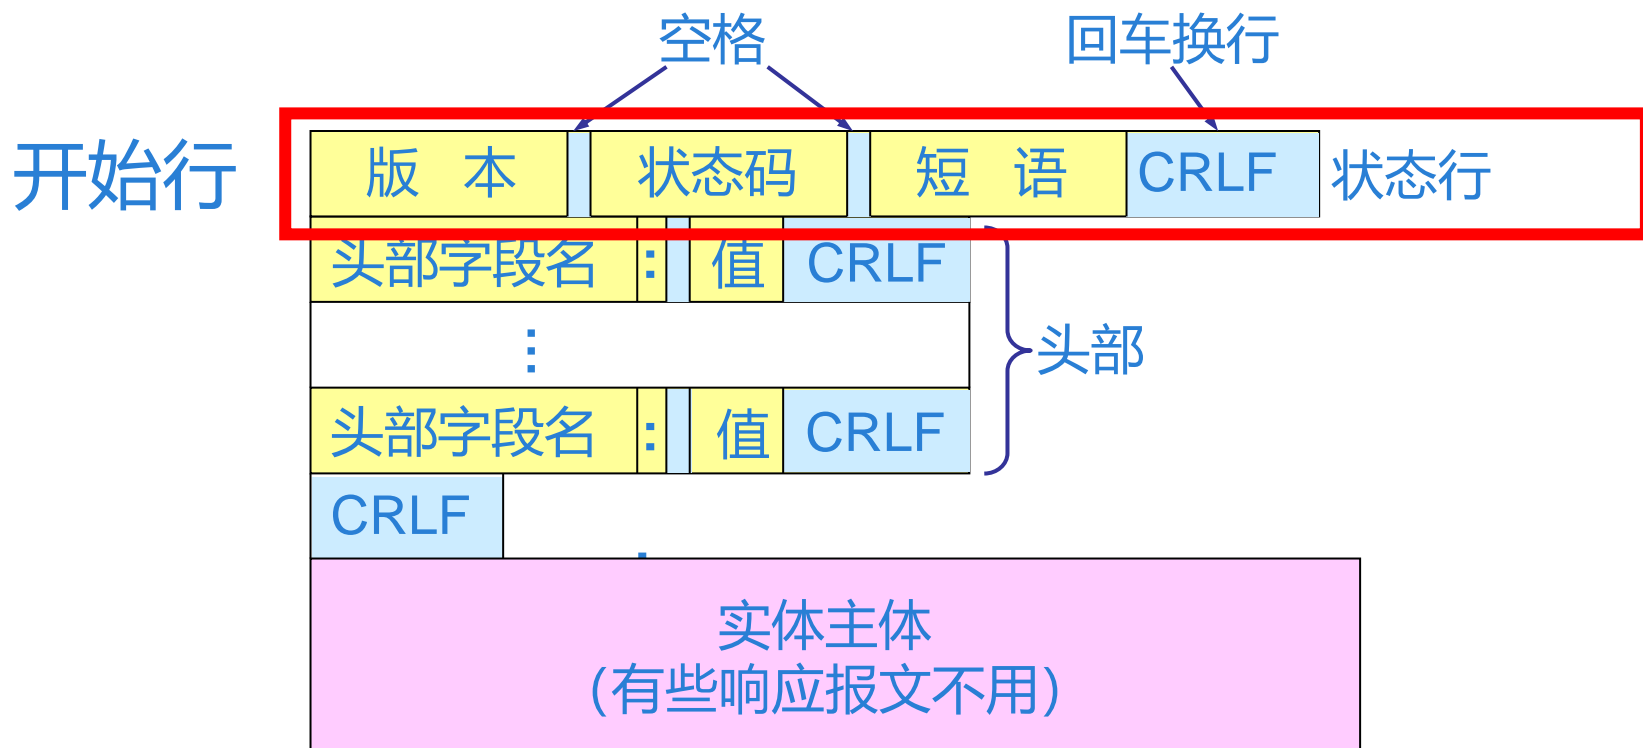 空格 回车换行
开始行 版 本 状态码 短 语 CRLF 状态行
头部字段名 : 值 CRLF
⋮
头部
头部字段名 : 值 CRLF
CRLF
实体主体
(有些响应报文不用)